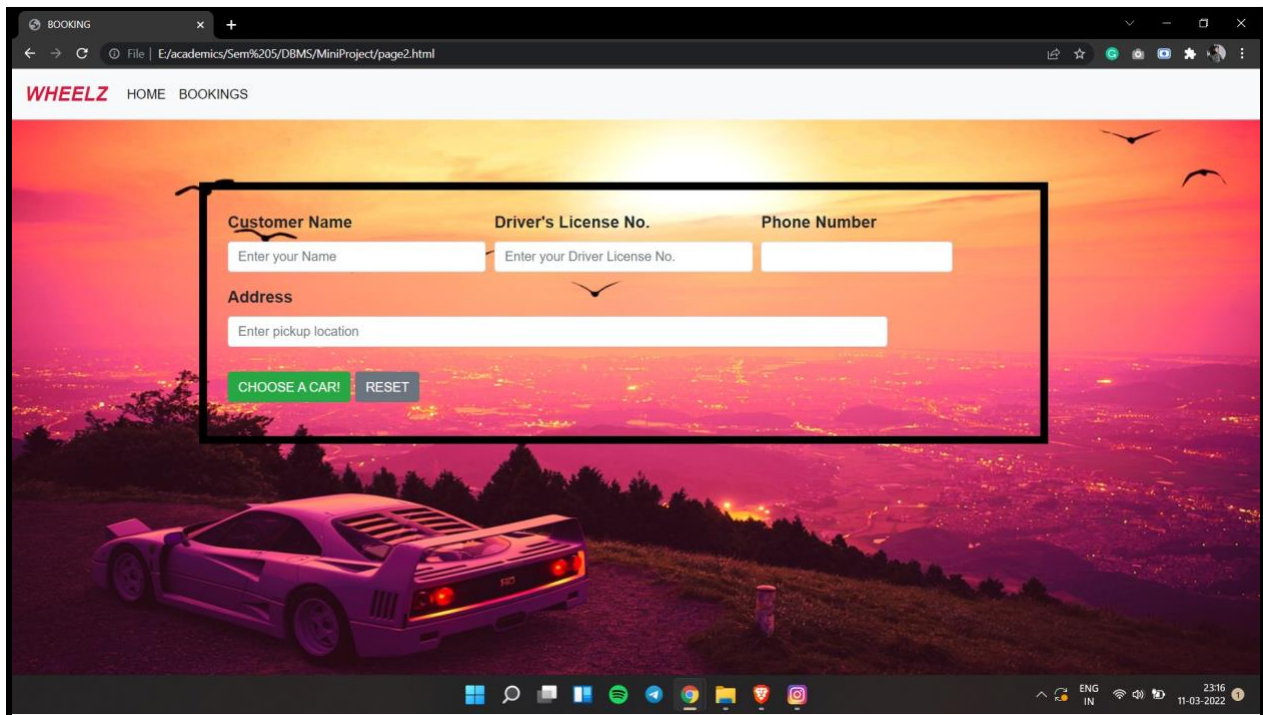 BOOKING
File | E:/academics/Sem%205/DBMS/MiniProject/page2.html
WHEELZ HOME BOOKINGS
Customer Name Driver's License No. Phone Number
Enter your Name Enter your Driver License No.
Address
Enter pickup location
CHOOSE A CAR! RESET
ENG 23:16
IN 11-03-2022 1